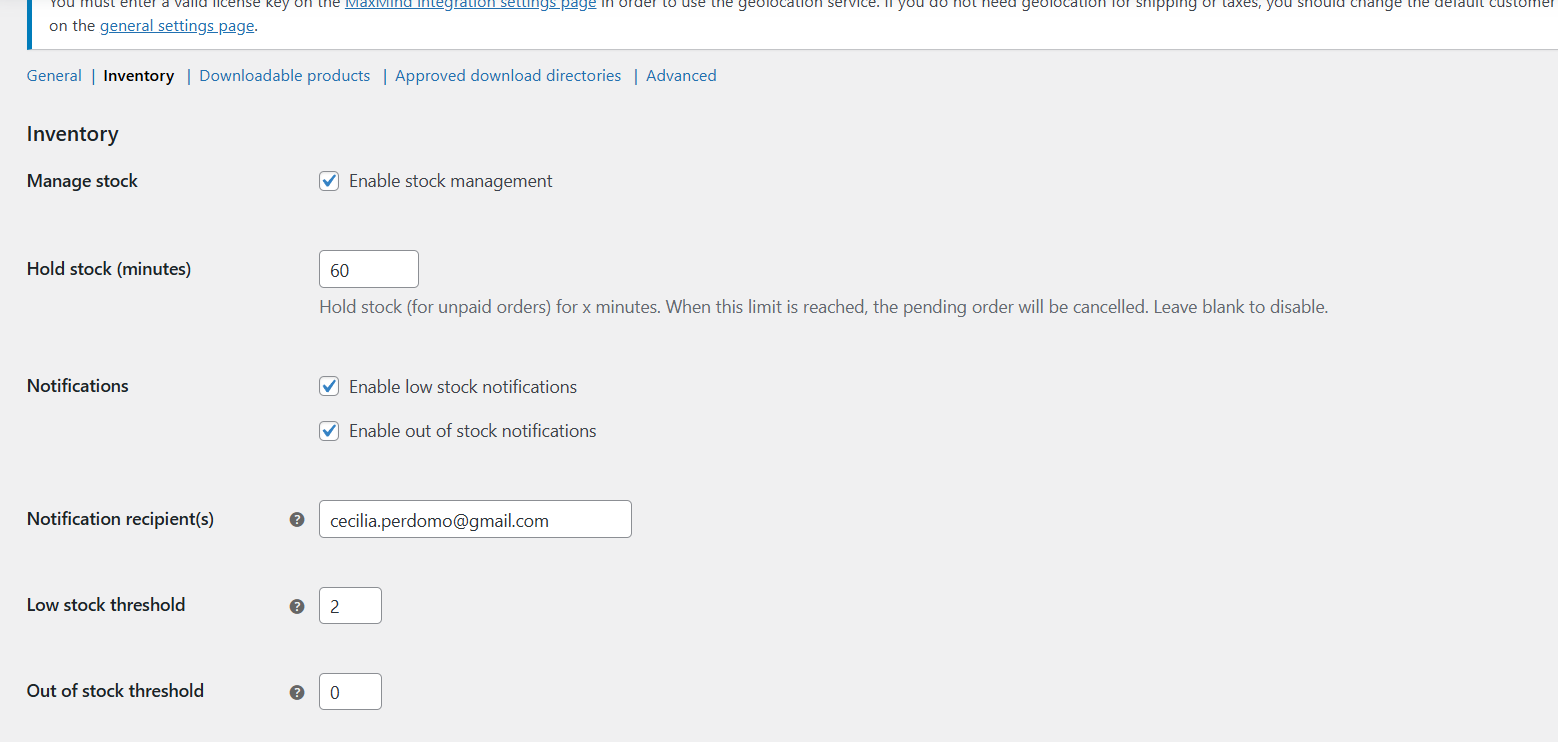 You must enter a valid license key on the MaxMind integration settings page in order to use the geolocation service. If you do not need geolocation for shipping or taxes, you should change the default customer
on the general settings page.
General | Inventory | Downloadable products | Approved download directories | Advanced
Inventory
Manage stock Enable stock management
Hold stock (minutes) 60
Hold stock (for unpaid orders) for x minutes. When this limit is reached, the pending order will be cancelled. Leave blank to disable.
Notifications Enable low stock notifications
Enable out of stock notifications
Notification recipient(s) ? cecilia.perdomo@gmail.com
Low stock threshold ? 2
Out of stock threshold ? 0